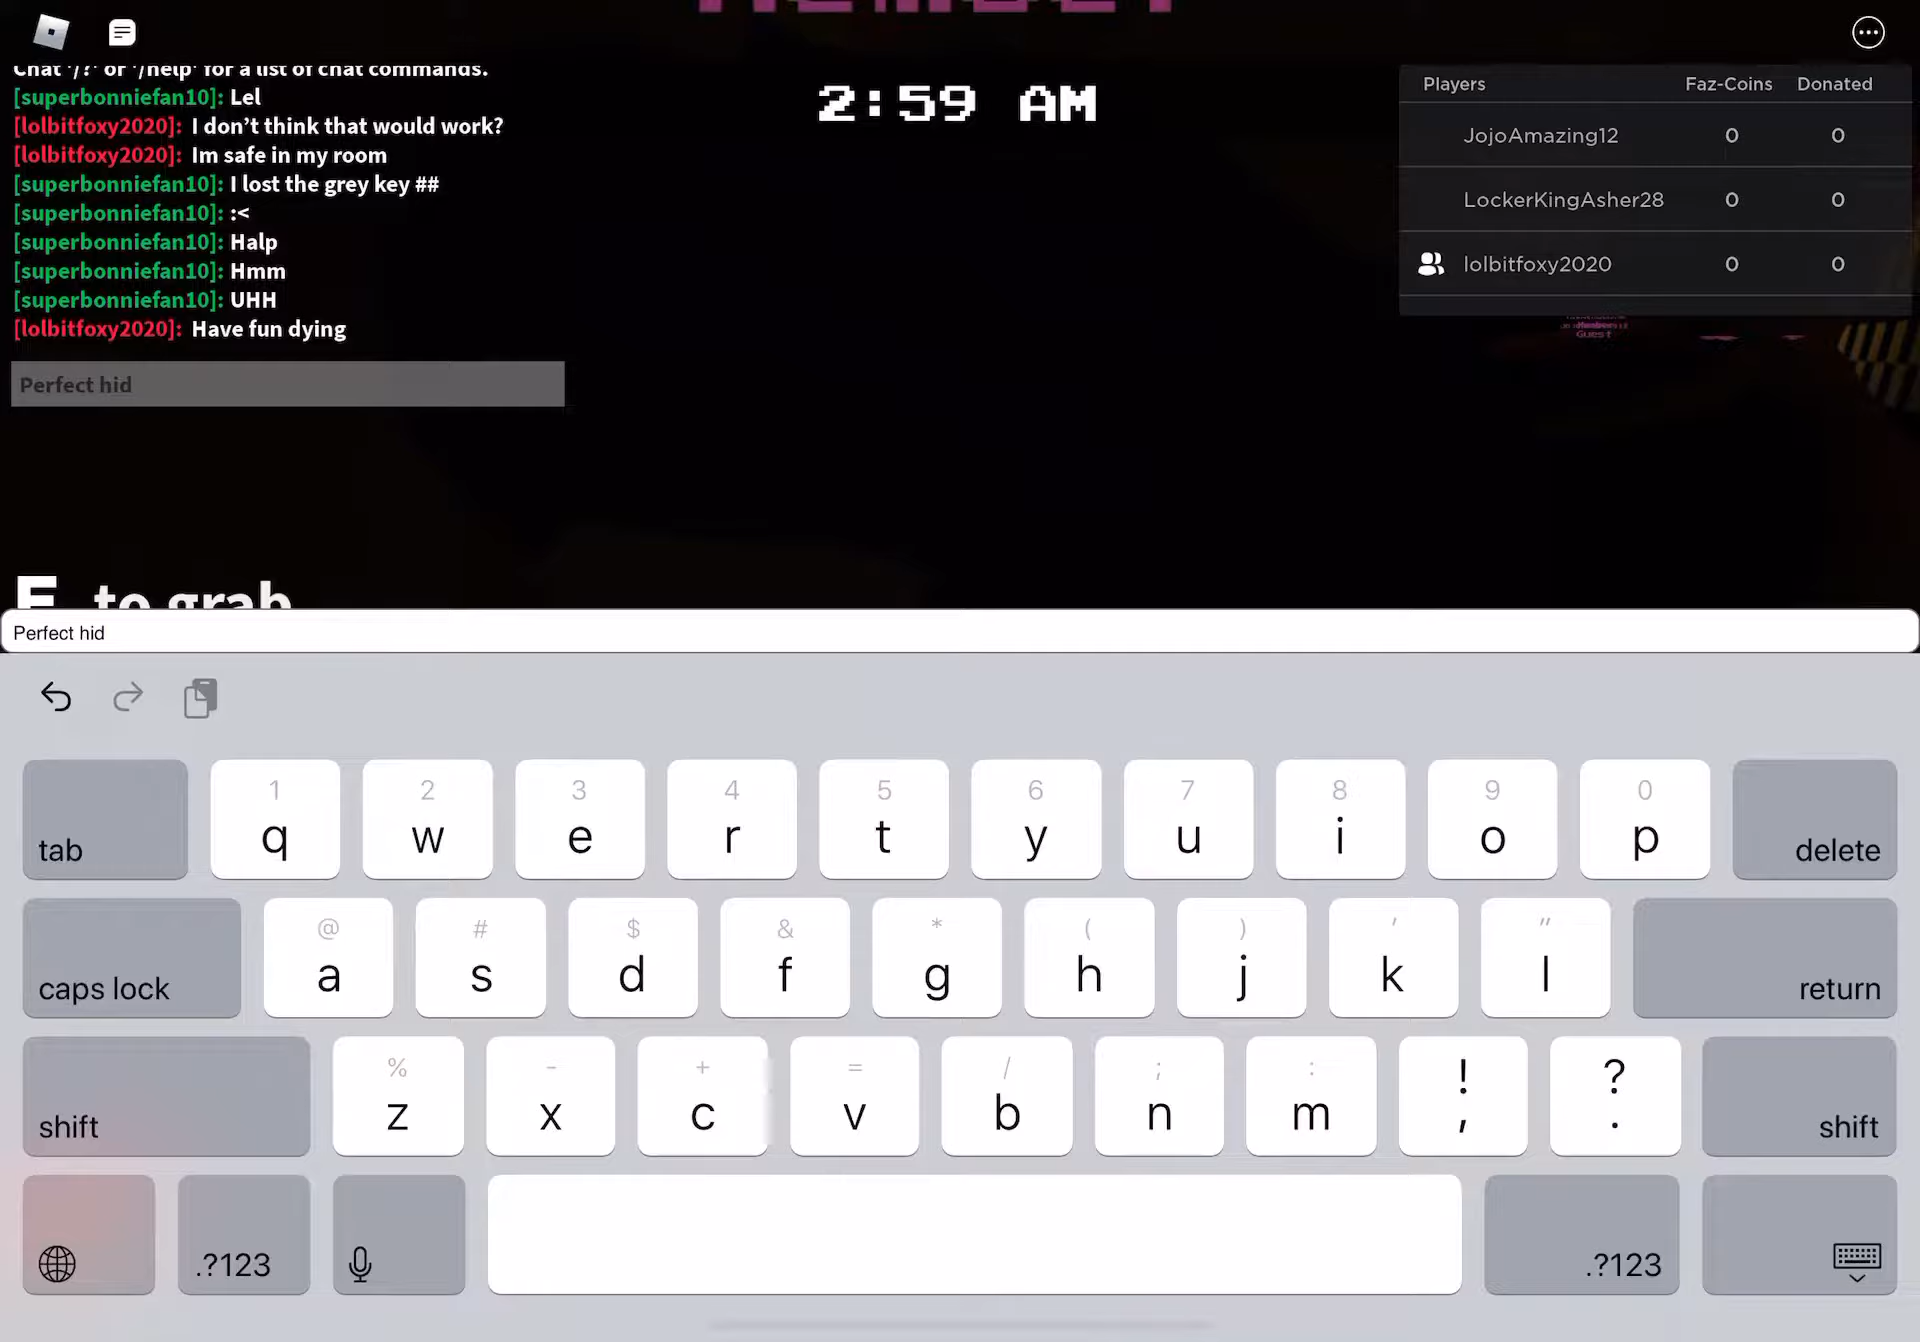 Chat '/?' or '/help' for a list of chat commands.
[superbonniefan10]: Lel
[lolbitfoxy2020]: I don't think that would work?
[lolbitfoxy2020]: Im safe in my room
[superbonniefan10]: I lost the grey key ##
[superbonniefan10]: :<
[superbonniefan10]: Halp
[superbonniefan10]: Hmm
[superbonniefan10]: UHH
[lolbitfoxy2020]: Have fun dying
Perfect hid
2:59 AM
Players Faz-Coins Donated
JojoAmazing12 0 0
LockerKingAsher28 0 0
lolbitfoxy2020 0 0
Guest
E to grab
Perfect hid
tab 1 q 2 w 3 e 4 r 5 t 6 y 7 u 8 i 9 o 0 p delete
caps lock @ a # s $ d & f * g ( h ) j ' k " l return
shift % z - x + c = v / b ; n : m ! , ? . shift
.?123 .?123